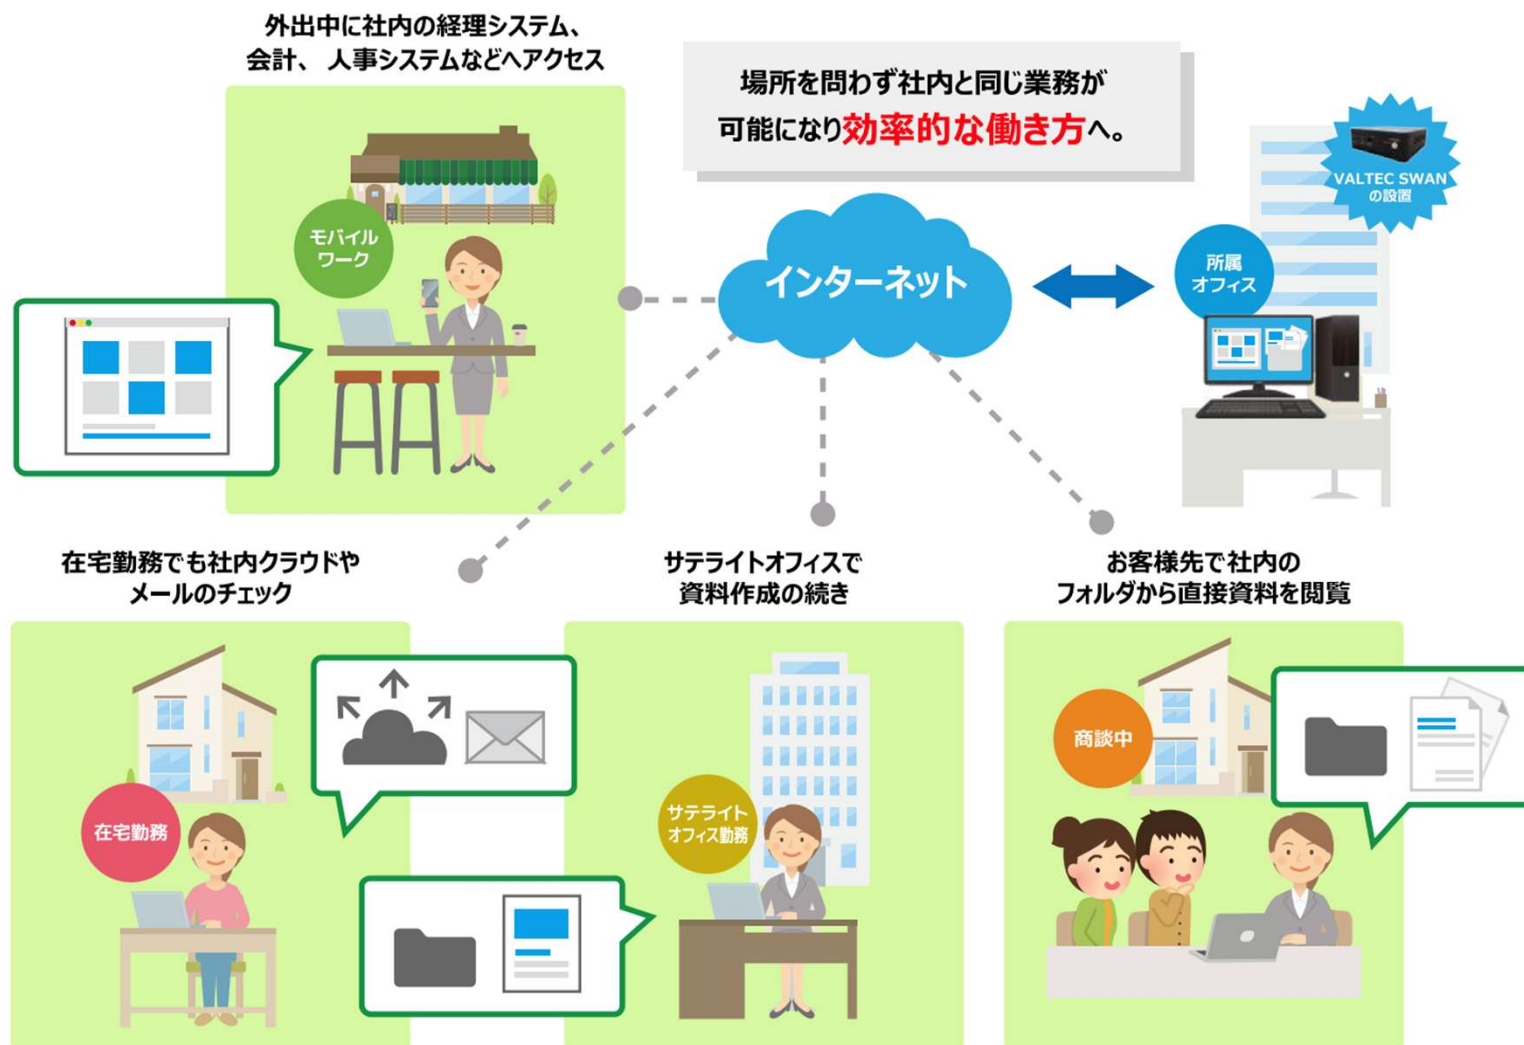 外出中に社内の経理システム、
会計、 人事システムなどへアクセス
場所を問わず社内と同じ業務が
可能になり効率的な働き方へ。
VALTEC SWAN
の設置
モバイル
ワーク
インターネット
所属
オフィス
在宅勤務でも社内クラウドや
メールのチェック
サテライトオフィスで
資料作成の続き
お客様先で社内の
フォルダから直接資料を閲覧
在宅勤務
サテライト
オフィス勤務
商談中